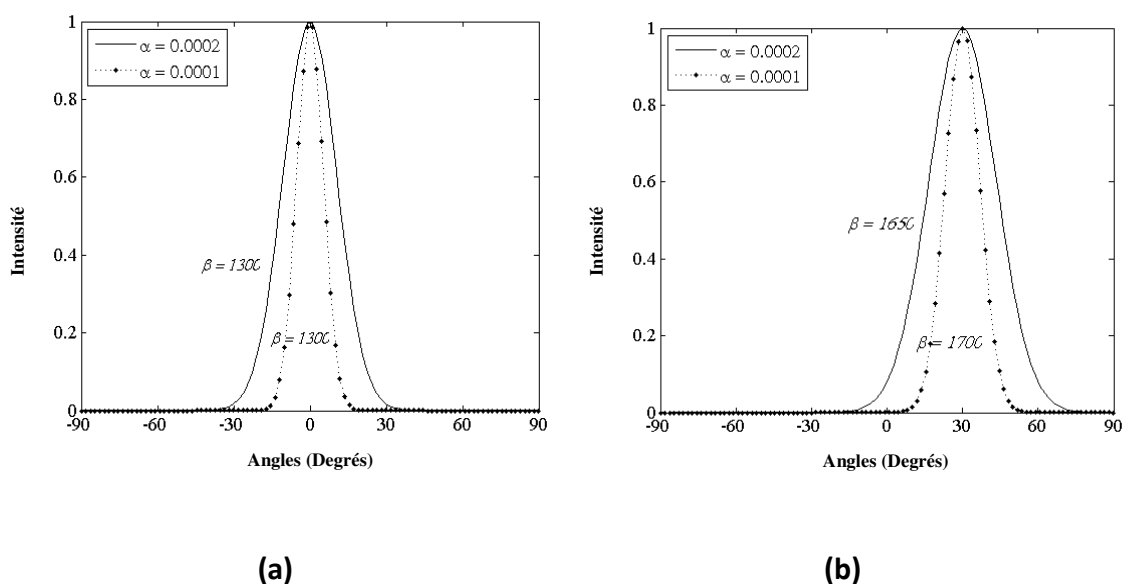 1
α = 0.0002
α = 0.0001
0.8
0.6
0.4
0.2
0
β = 1300
β = 1300
-90
-60
-30
0
30
60
90
Intensité
Angles (Degrés)
(a)
1
α = 0.0002
α = 0.0001
0.8
0.6
0.4
0.2
0
β = 1650
β = 1700
-90
-60
-30
0
30
60
90
Intensité
Angles (Degrés)
(b)